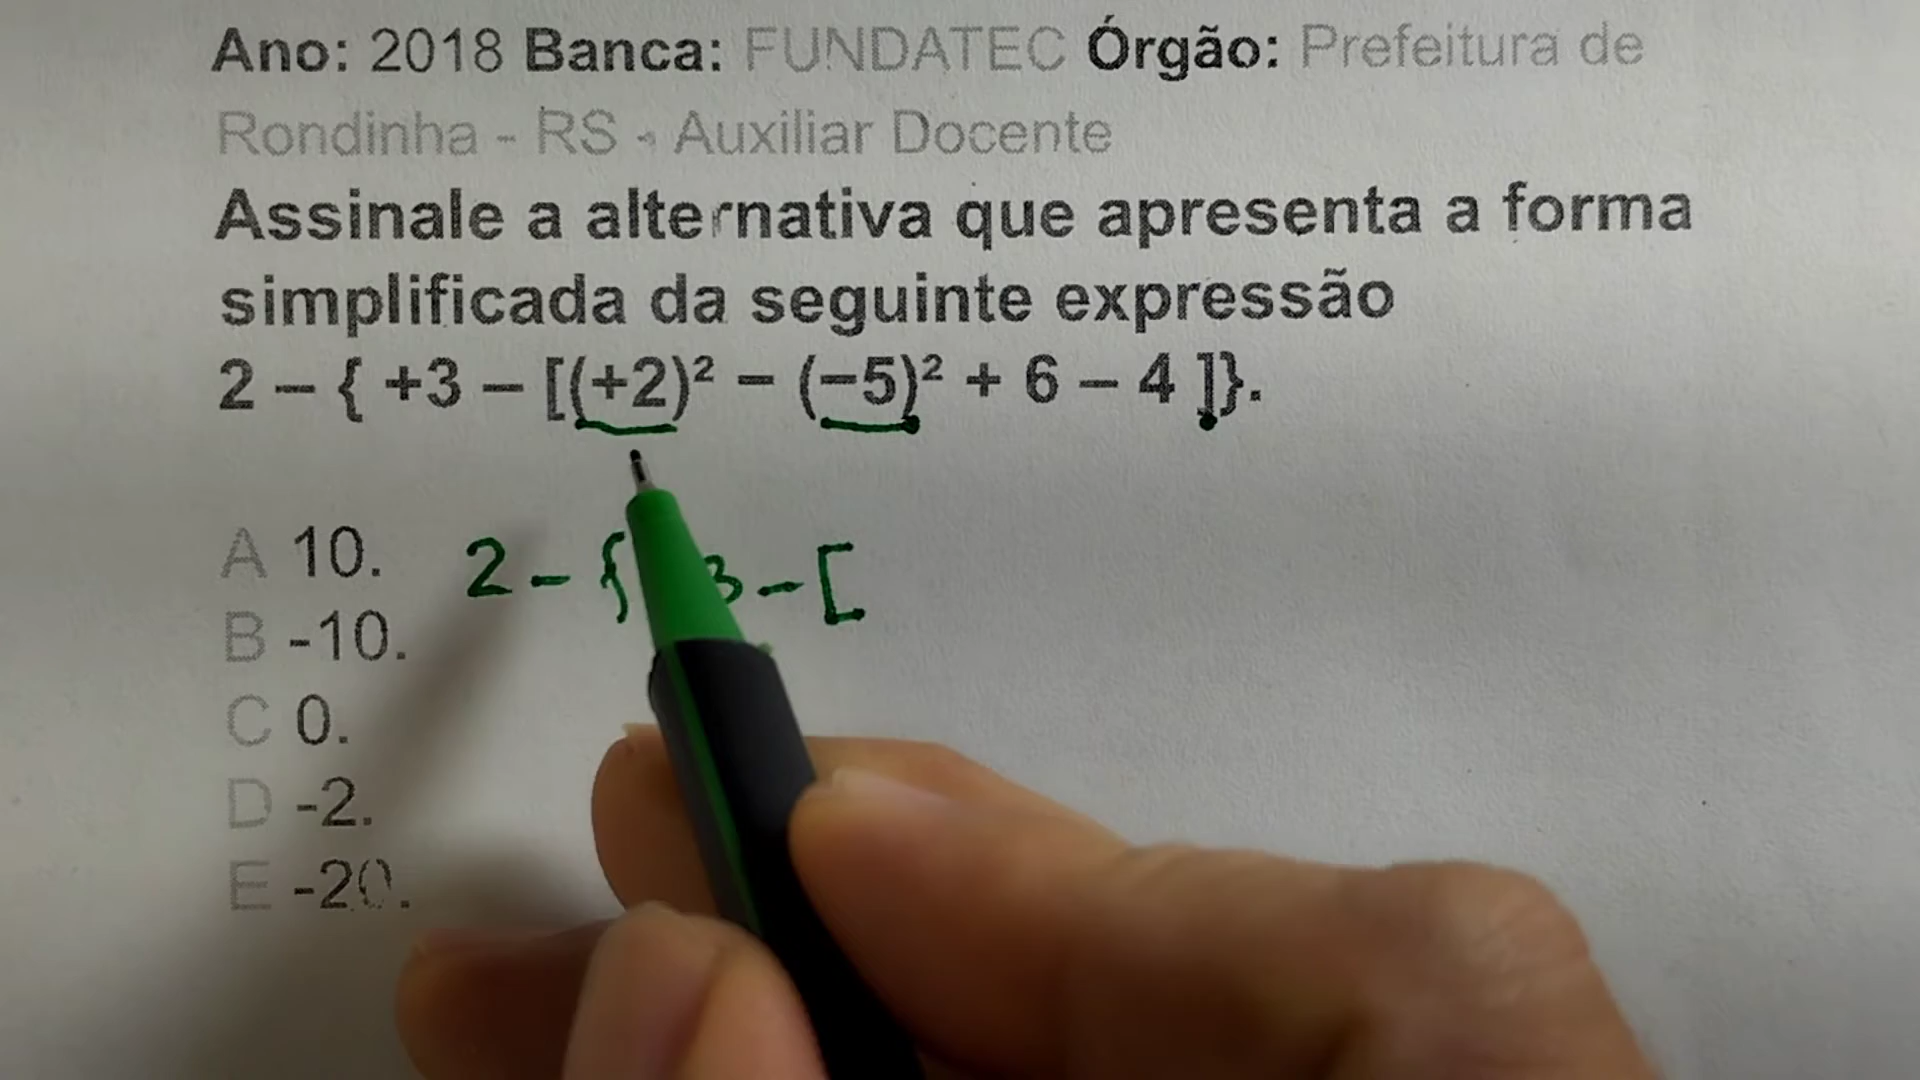 Ano: 2018 Banca: FUNDATEC Órgão: Prefeitura de
Rondinha - RS - Auxiliar Docente
Assinale a alternativa que apresenta a forma
simplificada da seguinte expressão
2 – { +3 – [(+2)² – (–5)² + 6 – 4 ]}.
A 10. 2 - { 3 - [
B -10.
C 0.
D -2.
E -20.